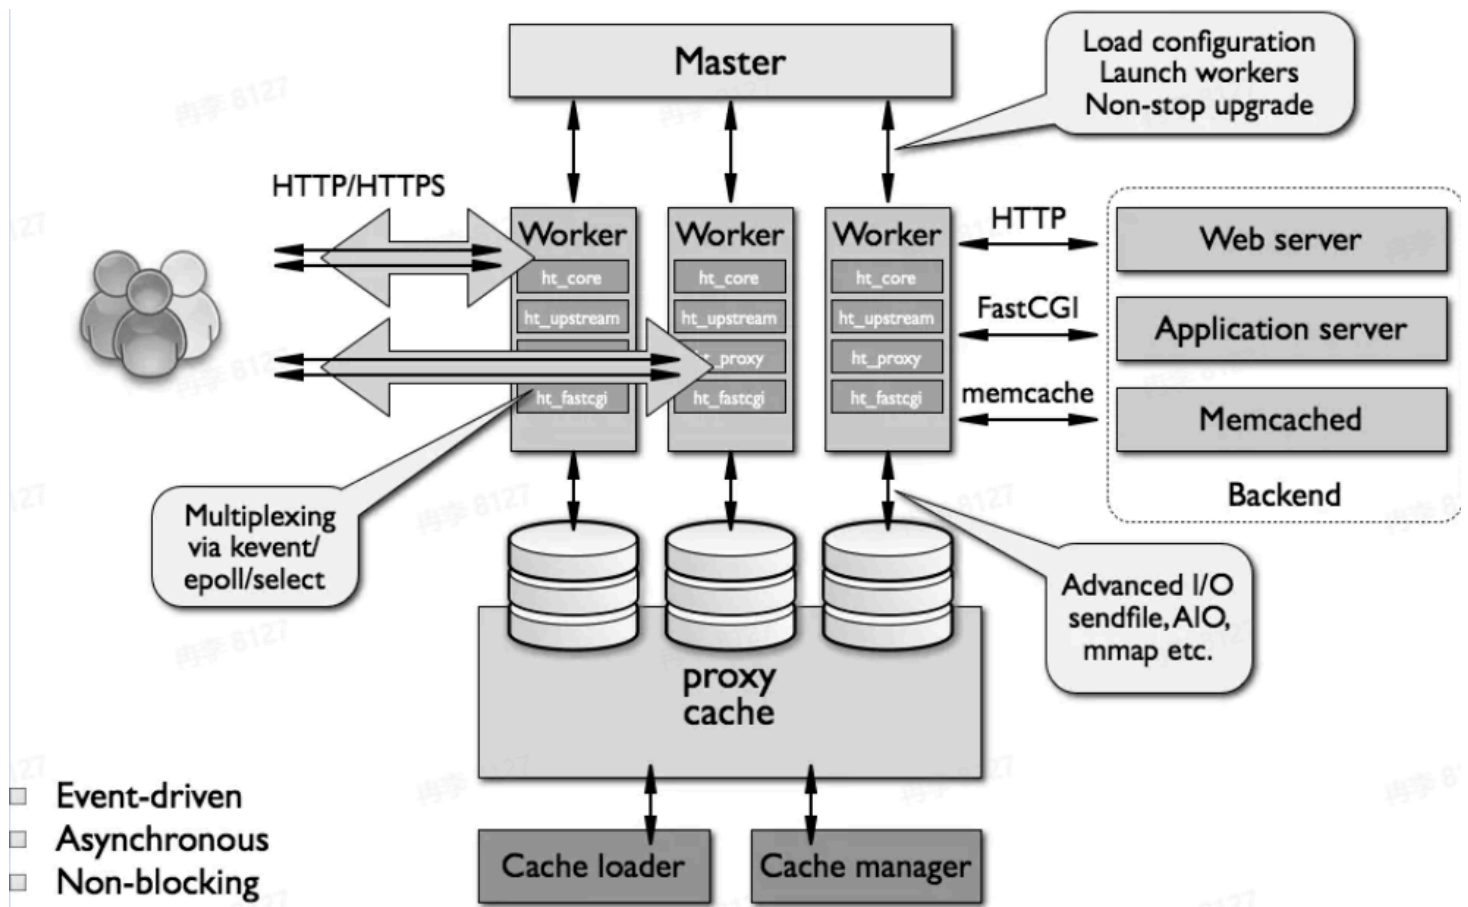 Master
Load configuration
Launch workers
Non-stop upgrade
HTTP/HTTPS
Worker
ht_core
ht_upstream
ht_fastcgi
Worker
ht_core
ht_upstream
ht_proxy
ht_fastcgi
Worker
ht_core
ht_upstream
ht_proxy
ht_fastcgi
HTTP
FastCGI
memcache
Web server
Application server
Memcached
Backend
Multiplexing
via kevent/
epoll/select
Advanced I/O
sendfile, AIO,
mmap etc.
proxy
cache
Cache loader
Cache manager
Event-driven
Asynchronous
Non-blocking